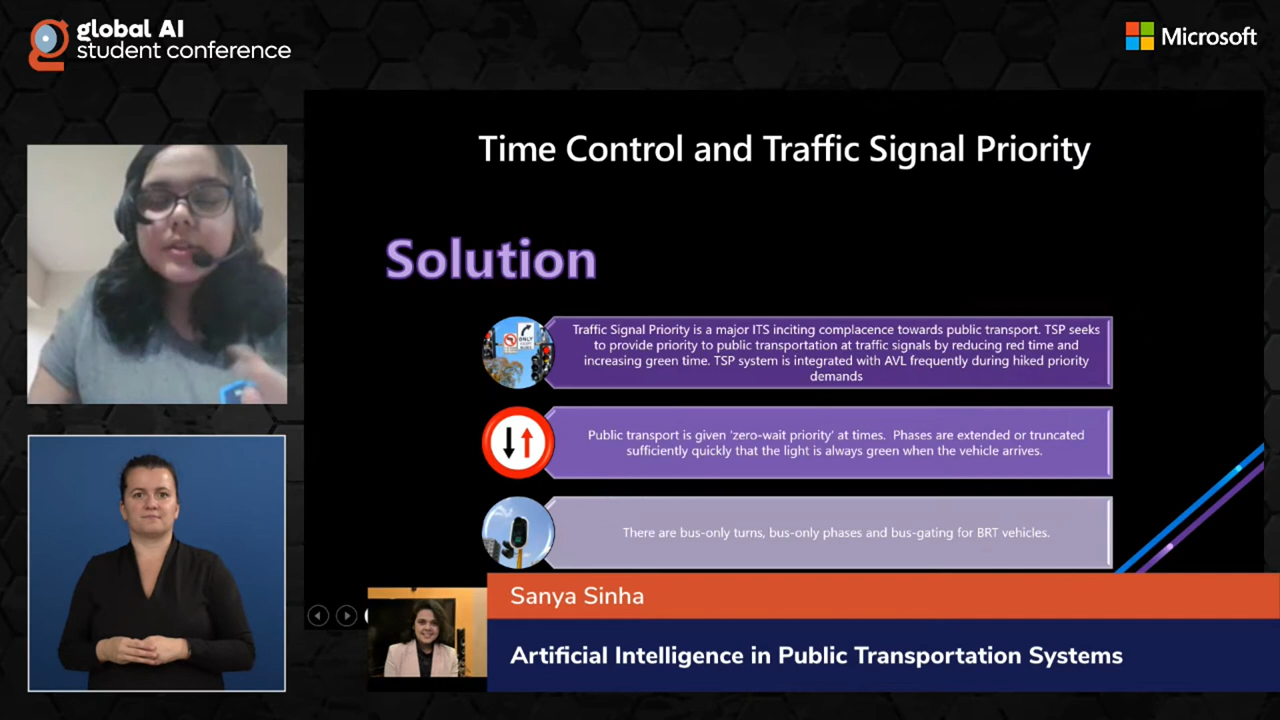 global AI
student conference
Microsoft
Time Control and Traffic Signal Priority
Solution
ONLY
Traffic Signal Priority is a major ITS inciting complacence towards public transport. TSP seeks
to provide priority to public transportation at traffic signals by reducing red time and
increasing green time. TSP system is integrated with AVL frequently during hiked priority
demands
Public transport is given ‘zero-wait priority’ at times.  Phases are extended or truncated
sufficiently quickly that the light is always green when the vehicle arrives.
There are bus-only turns, bus-only phases and bus-gating for BRT vehicles.
Sanya Sinha
Artificial Intelligence in Public Transportation Systems